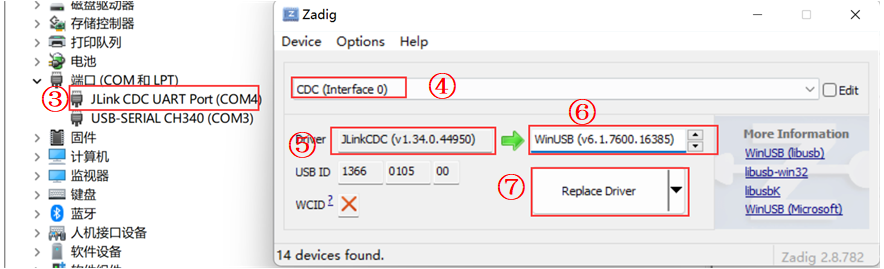 磁盘驱动器
存储控制器
打印队列
电池
端口 (COM 和 LPT)
③ JLink CDC UART Port (COM4)
USB-SERIAL CH340 (COM3)
固件
计算机
监视器
键盘
蓝牙
人机接口设备
软件设备
软件组件
Zadig
Device Options Help
CDC (Interface 0) ④ Edit
⑥
⑤ Driver JLinkCDC (v1.34.0.44950) WinUSB (v6.1.7600.16385)
USB ID 1366 0105 00
WCID ?
⑦ Replace Driver
More Information
WinUSB (libusb)
libusb-win32
libusbK
WinUSB (Microsoft)
14 devices found. Zadig 2.8.782